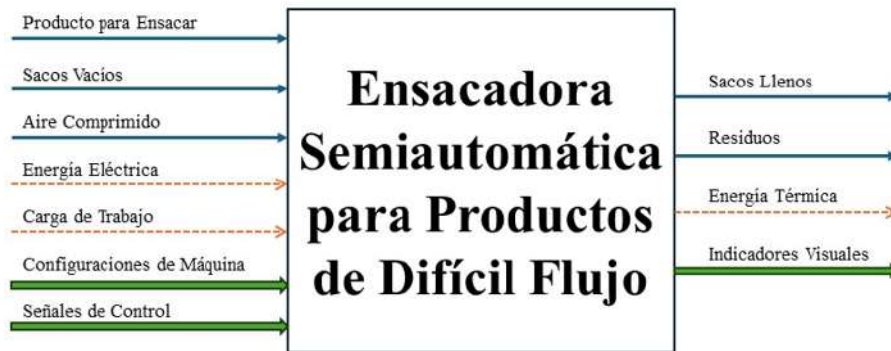 Producto para Ensacar
Sacos Vacíos
Aire Comprimido
Energía Eléctrica
Carga de Trabajo
Configuraciones de Máquina
Señales de Control
Ensacadora
Semiautomática
para Productos
de Difícil Flujo
Sacos Llenos
Residuos
Energía Térmica
Indicadores Visuales